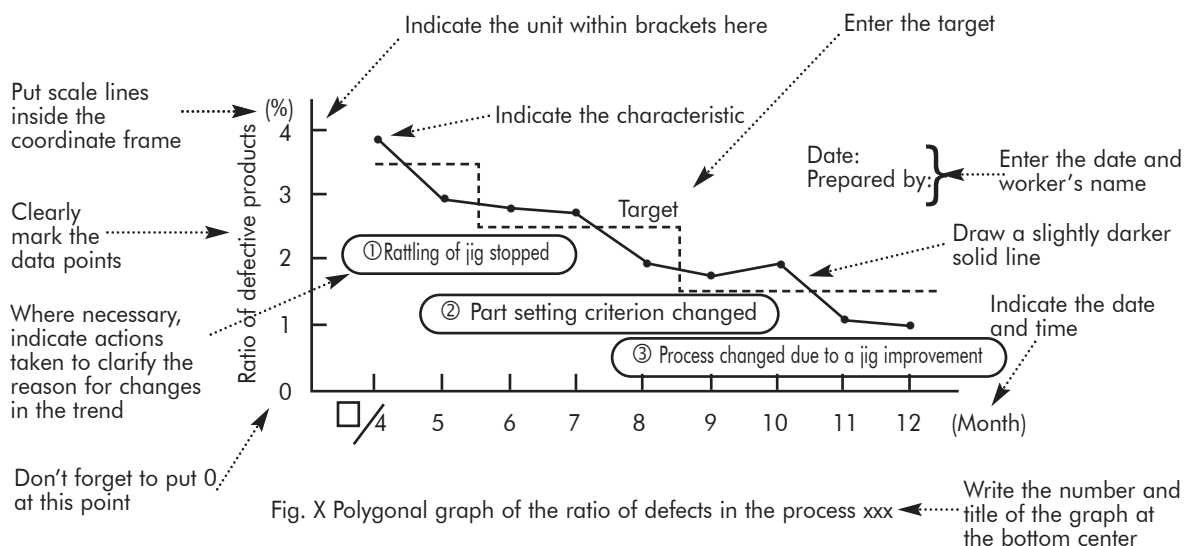 Indicate the unit within brackets here
Enter the target
Put scale lines
inside the
coordinate frame
(%)
Indicate the characteristic
4
Ratio of defective products
Date:
Prepared by:
Enter the date and
worker's name
3
Clearly
mark the
data points
Target
Draw a slightly darker
solid line
①Rattling of jig stopped
2
Where necessary,
indicate actions
taken to clarify the
reason for changes
in the trend
② Part setting criterion changed
Indicate the date
and time
1
③ Process changed due to a jig improvement
0
□/4 5 6 7 8 9 10 11 12 (Month)
Don't forget to put 0
at this point
Fig. X Polygonal graph of the ratio of defects in the process xxx
Write the number and
title of the graph at
the bottom center